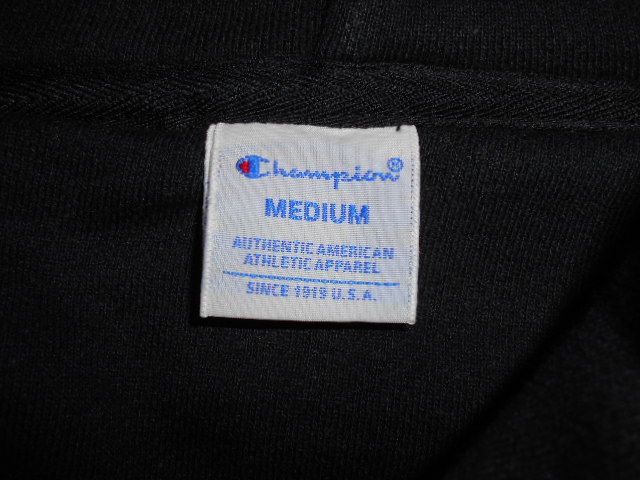 Champion®
MEDIUM
AUTHENTIC AMERICAN
ATHLETIC APPAREL
SINCE 1919 U.S.A.